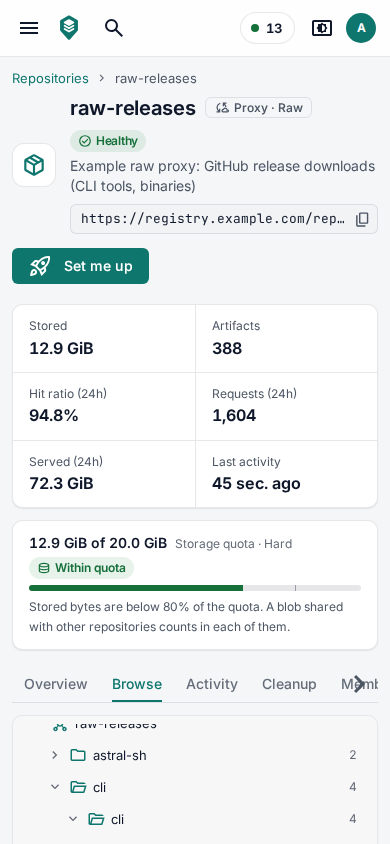 13
A
Repositories > raw-releases
raw-releases
Proxy · Raw
Healthy
Example raw proxy: GitHub release downloads
(CLI tools, binaries)
https://registry.example.com/rep…
Set me up
Stored
12.9 GiB
Artifacts
388
Hit ratio (24h)
94.8%
Requests (24h)
1,604
Served (24h)
72.3 GiB
Last activity
45 sec. ago
12.9 GiB of 20.0 GiB Storage quota · Hard
Within quota
Stored bytes are below 80% of the quota. A blob shared
with other repositories counts in each of them.
Overview Browse Activity Cleanup
raw-releases
astral-sh 2
cli 4
cli 4